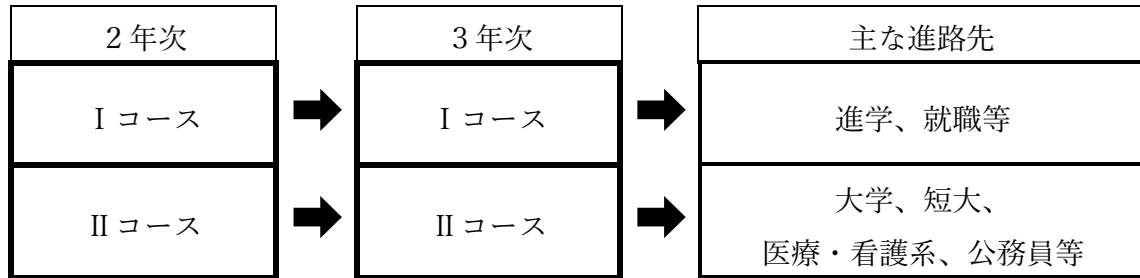 ２年次
３年次
主な進路先
Ⅰコース
Ⅰコース
進学、就職等
Ⅱコース
Ⅱコース
大学、短大、
医療・看護系、公務員等